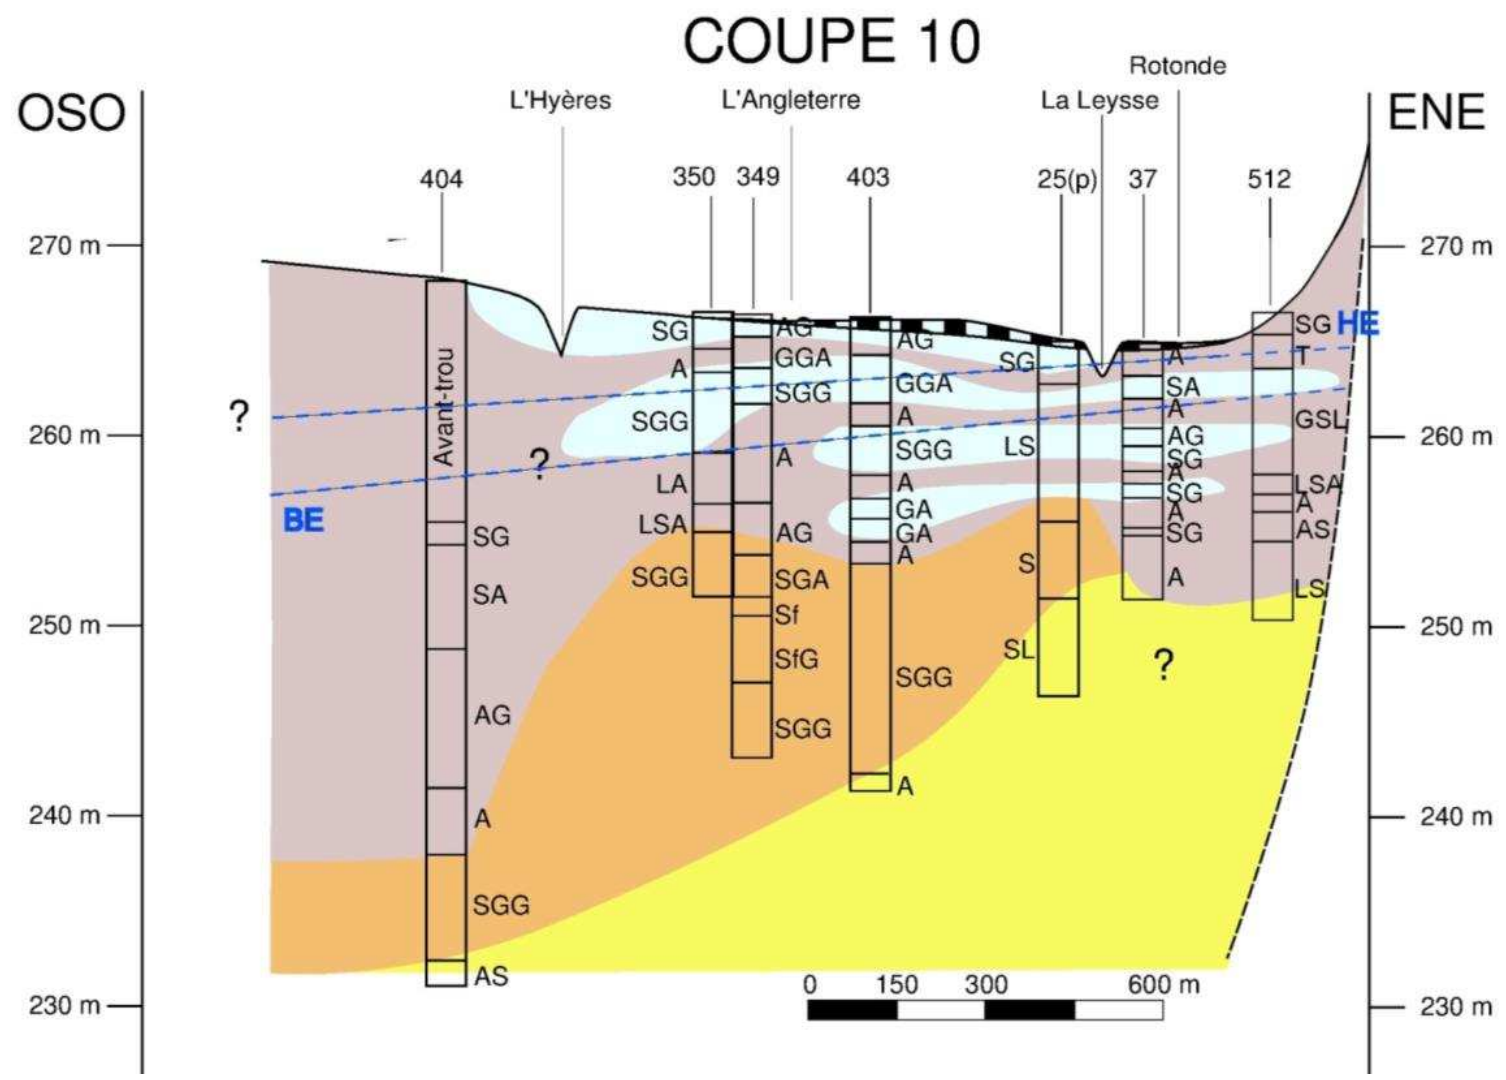 COUPE 10
OSO
ENE
L'Hyères
L'Angleterre
La Leysse
Rotonde
404
350
349
403
25(p)
37
512
270 m
260 m
250 m
240 m
230 m
270 m
260 m
250 m
240 m
230 m
?
?
?
BE
HE
Avant-trou
SG
SA
AG
A
SGG
AS
SG
A
SGG
LA
LSA
SGG
AG
GGA
SGG
A
AG
SGA
Sf
SfG
SGG
AG
GGA
A
SGG
A
GA
GA
A
SGG
A
SG
LS
S
SL
A
SA
A
AG
SG
A
SG
A
SG
A
SG
T
GSL
LSA
A
AS
LS
0 150 300 600 m